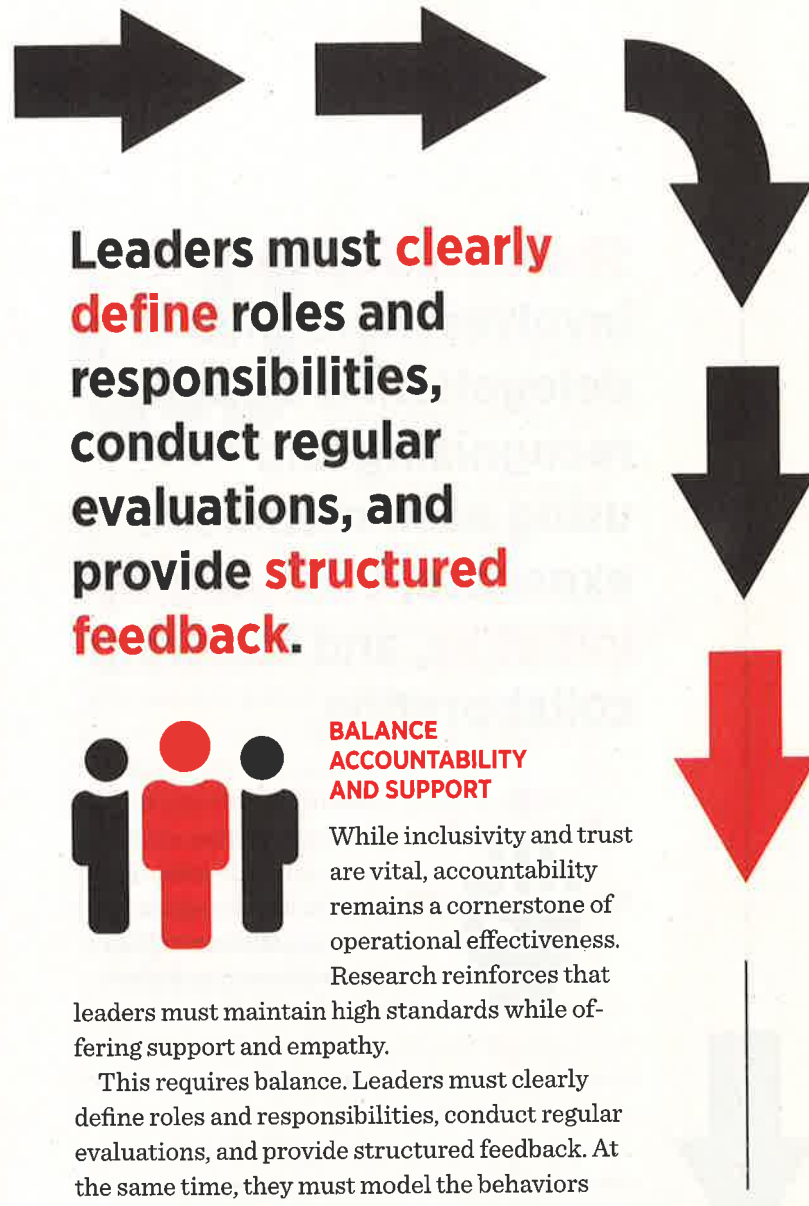 Leaders must clearly
define roles and
responsibilities,
conduct regular
evaluations, and
provide structured
feedback.
BALANCE
ACCOUNTABILITY
AND SUPPORT
While inclusivity and trust
are vital, accountability
remains a cornerstone of
operational effectiveness.
Research reinforces that
leaders must maintain high standards while of-
fering support and empathy.
This requires balance. Leaders must clearly
define roles and responsibilities, conduct regular
evaluations, and provide structured feedback. At
the same time, they must model the behaviors